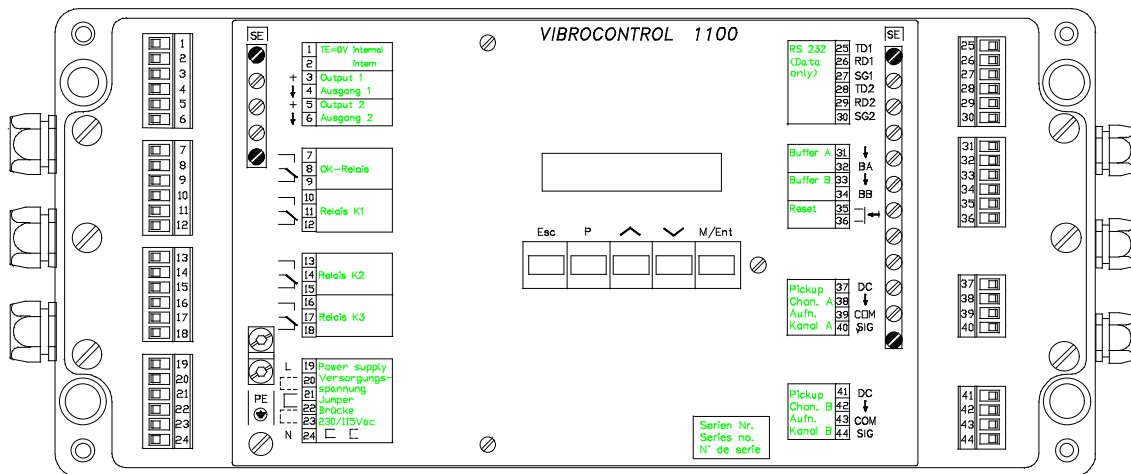 VIBROCONTROL 1100
SE
SE
1
2
3
4
5
6
1 TE=0V internal
2 intern
+ 3 Output 1
4 Ausgang 1
+ 5 Output 2
6 Ausgang 2
RS 232 25 TD1
(Data 26 RD1
only) 27 SG1
28 TD2
29 RD2
30 SG2
25
26
27
28
29
30
7
8
9
10
11
12
7
8 OK-Relais
9
10
11 Relais K1
12
Buffer A 31
32 BA
Buffer B 33
34 BB
Reset 35
36
31
32
33
34
35
36
Esc P M/Ent
13
14
15
16
17
18
13
14 Relais K2
15
16
17 Relais K3
18
Pickup 37 DC
Chan. A 38
Aufn. 39 COM
Kanal A 40 SIG
37
38
39
40
19
20
21
22
23
24
PE
L 19 Power supply
20 Versorgungs-
21 spannung
Jumper
22 Brücke
23 230/115Vac
N 24
Serien Nr.
Series no.
N° de serie
Pickup 41 DC
Chan. B 42
Aufn. 43 COM
Kanal B 44 SIG
41
42
43
44